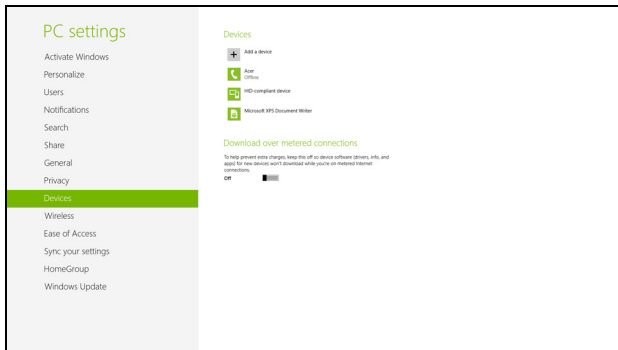 PC settings
Activate Windows
Personalize
Users
Notifications
Search
Share
General
Privacy
Devices
Wireless
Ease of Access
Sync your settings
HomeGroup
Windows Update
Devices
Add a device
Acer
Offline
HID-compliant device
Microsoft XPS Document Writer
Download over metered connections
To help prevent extra charges, keep this off so device software (drivers, info, and
apps) for new devices won't download while you're on metered Internet
connections.
Off